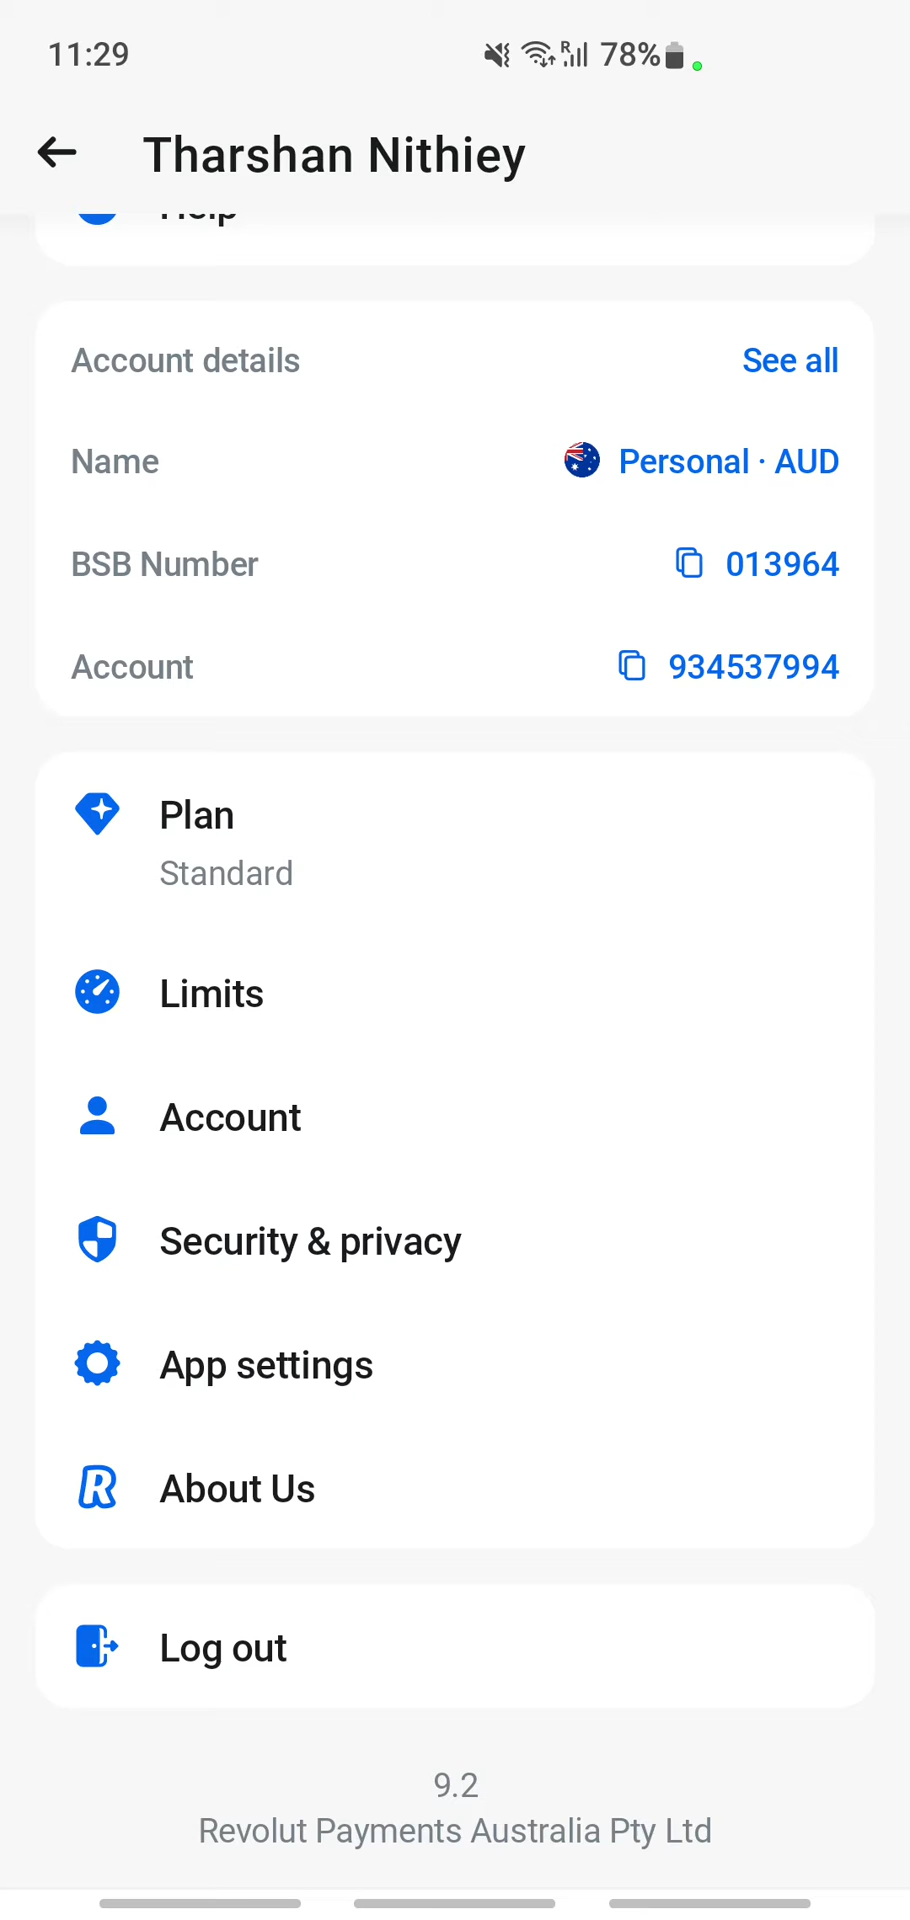 11:29
R 78%
Tharshan Nithiey
Help
Account details See all
Name Personal · AUD
BSB Number 013964
Account 934537994
Plan
Standard
Limits
Account
Security & privacy
App settings
About Us
Log out
9.2
Revolut Payments Australia Pty Ltd